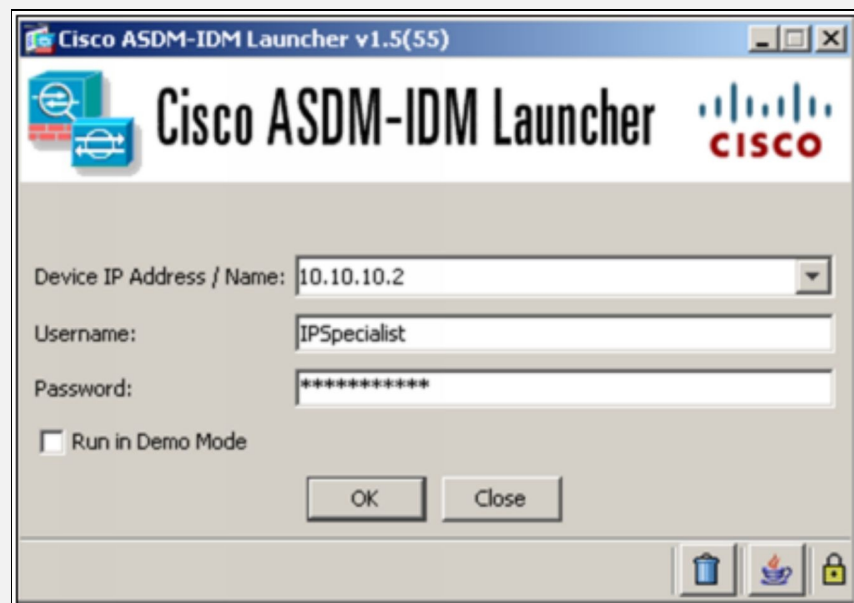 Cisco ASDM-IDM Launcher v1.5(55)
Cisco ASDM-IDM Launcher
CISCO
Device IP Address / Name: 10.10.10.2
Username: IPSpecialist
Password: ***********
Run in Demo Mode
OK Close